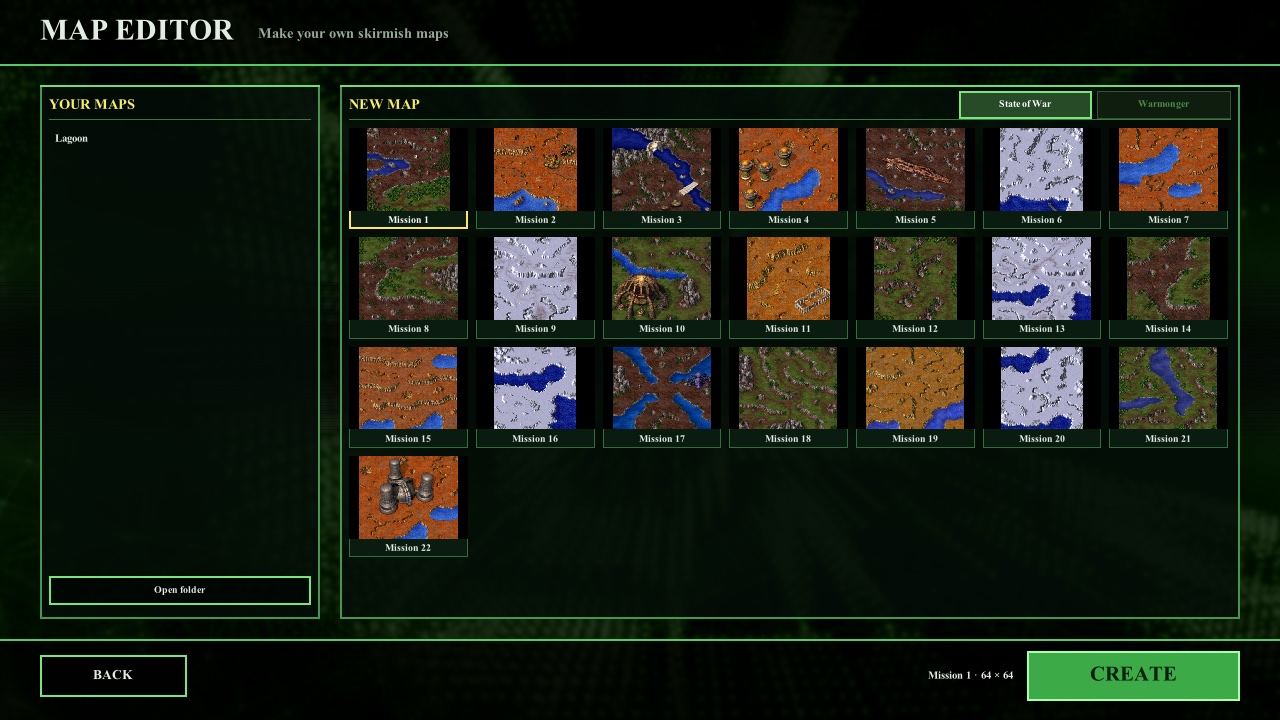 MAP EDITOR Make your own skirmish maps
YOUR MAPS
Lagoon
Open folder
NEW MAP
State of War
Warmonger
Mission 1
Mission 2
Mission 3
Mission 4
Mission 5
Mission 6
Mission 7
Mission 8
Mission 9
Mission 10
Mission 11
Mission 12
Mission 13
Mission 14
Mission 15
Mission 16
Mission 17
Mission 18
Mission 19
Mission 20
Mission 21
Mission 22
BACK
Mission 1 · 64 × 64
CREATE